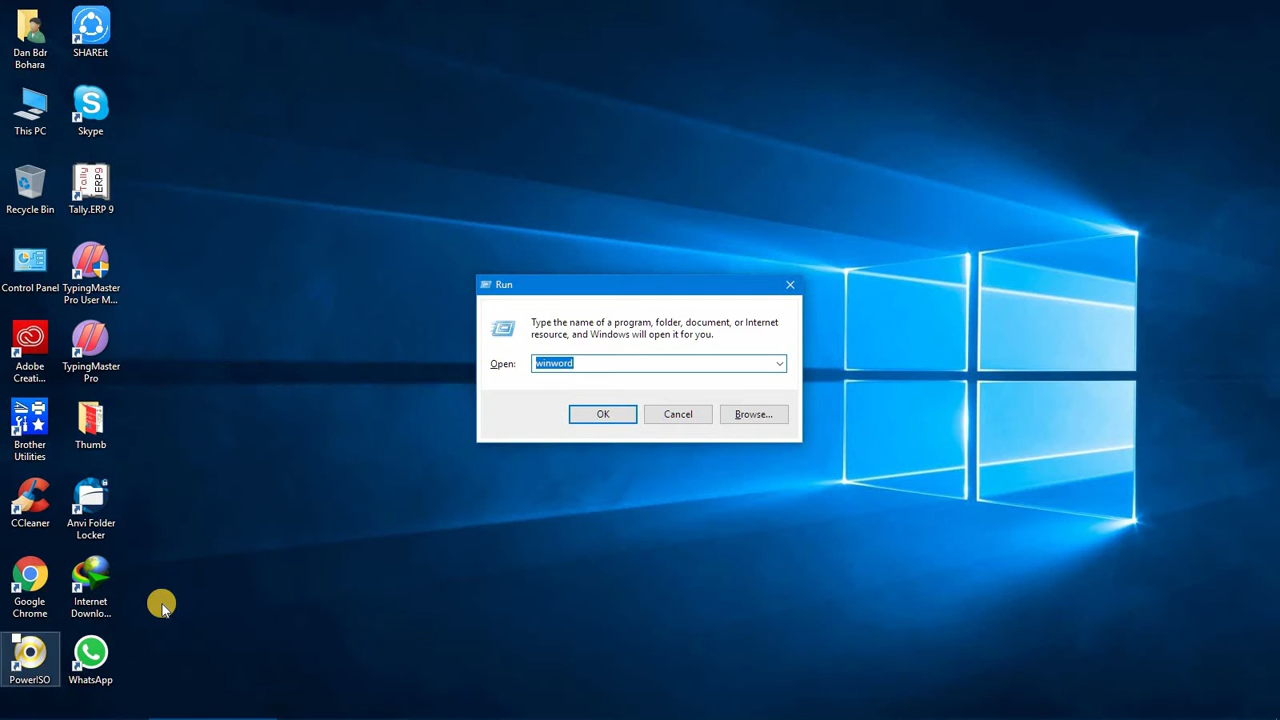 Dan Bdr
Bohara
SHAREit
This PC
Skype
Recycle Bin
Tally
ERP9
Tally.ERP 9
Control Panel
TypingMaster
Pro User M...
Adobe
Creati...
TypingMaster
Pro
Brother
Utilities
Thumb
CCleaner
Anvi Folder
Locker
Google
Chrome
Internet
Downlo...
PowerISO
WhatsApp
Run
Type the name of a program, folder, document, or Internet
resource, and Windows will open it for you.
Open: winword
OK Cancel Browse...